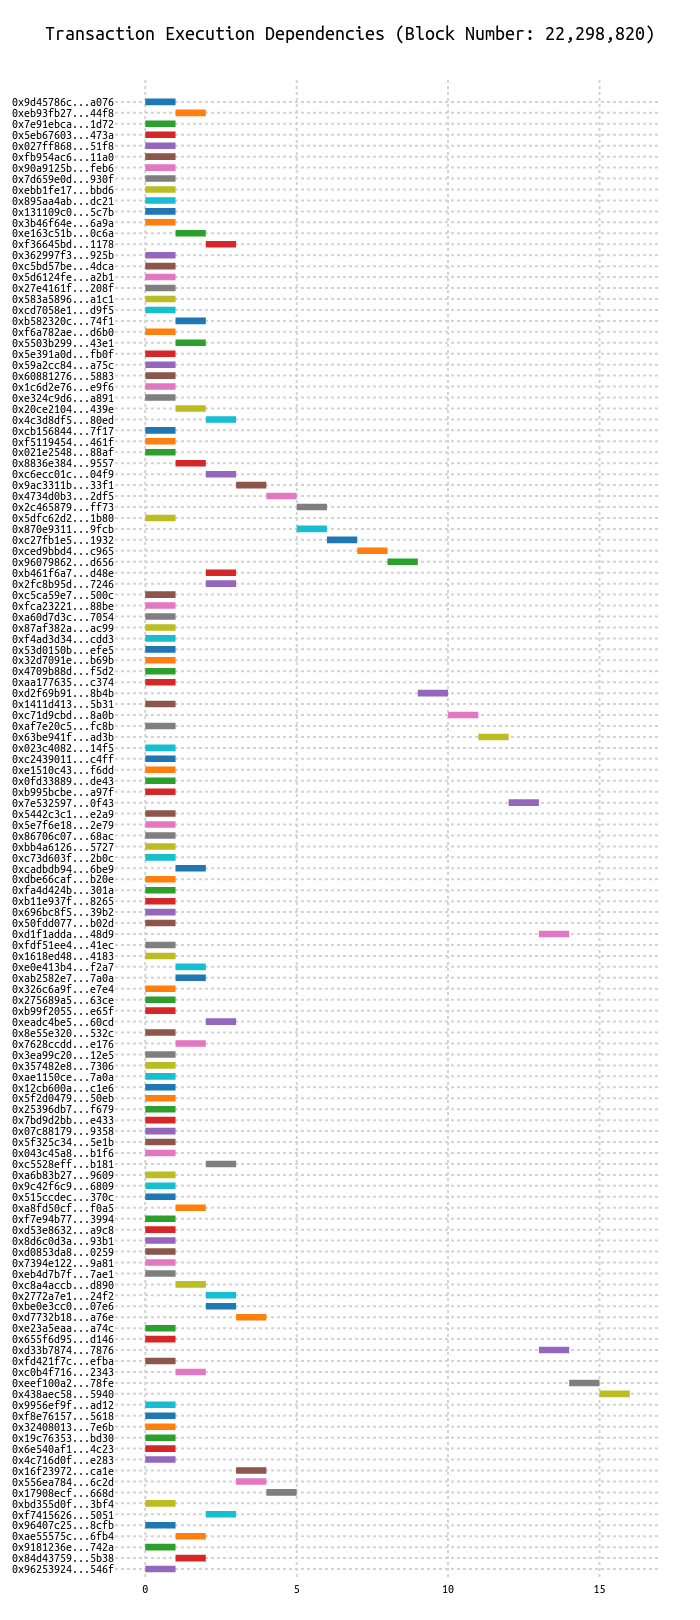 Transaction Execution Dependencies (Block Number: 22,298,820)
0x9d45786c...a076
0xeb93fb27...44f8
0x7e91ebca...1d72
0x5eb67603...473a
0x027ff868...51f8
0xfb954ac6...11a0
0x90a9125b...feb6
0x7d659e0d...930f
0xebb1fe17...bbd6
0x895aa4ab...dc21
0x131109c0...5c7b
0x3b46f64e...6a9a
0xe163c51b...0c6a
0xf36645bd...1178
0x362997f3...925b
0xc5bd57be...4dca
0x5d6124fe...a2b1
0x27e4161f...208f
0x583a5896...a1c1
0xcd7058e1...d9f5
0xb582320c...74f1
0xf6a782ae...d6b0
0x5503b299...43e1
0x5e391a0d...fb0f
0x59a2cc84...a75c
0x60881276...5883
0x1c6d2e76...e9f6
0xe324c9d6...a891
0x20ce2104...439e
0x4c3d8df5...80ed
0xcb156844...7f17
0xf5119454...461f
0x021e2548...88af
0x8836e384...9557
0xc6ecc01c...04f9
0x9ac3311b...33f1
0x4734d0b3...2df5
0x2c465879...ff73
0x5dfc62d2...1b80
0x870e9311...9fcb
0xc27fb1e5...1932
0xced9bbd4...c965
0x96079862...d656
0xb461f6a7...d48e
0x2fc8b95d...7246
0xc5ca59e7...500c
0xfca23221...88be
0xa60d7d3c...7054
0x87af382a...ac99
0xf4ad3d34...cdd3
0x53d0150b...efe5
0x32d7091e...b69b
0x4709b88d...f5d2
0xaa177635...c374
0xd2f69b91...8b4b
0x1411d413...5b31
0xc71d9cbd...8a0b
0xaf7e20c5...fc8b
0x63be941f...ad3b
0x023c4082...14f5
0xc2439011...c4ff
0xe1510c43...f6dd
0x0fd33889...de43
0xb995bcbe...a97f
0x7e532597...0f43
0x5442c3c1...e2a9
0x5e7f6e18...2e79
0x86706c07...68ac
0xbb4a6126...5727
0xc73d603f...2b0c
0xcadbdb94...6be9
0xdbe66caf...b20e
0xfa4d424b...301a
0xb11e937f...8265
0x696bc8f5...39b2
0x50fdd077...b02d
0xd1f1adda...48d9
0xfdf51ee4...41ec
0x1618ed48...4183
0xe0e413b4...f2a7
0xab2582e7...7a0a
0x326c6a9f...e7e4
0x275689a5...63ce
0xb99f2055...e65f
0xeadc4be5...60cd
0x8e55e320...532c
0x7628ccdd...e176
0x3ea99c20...12e5
0x357482e8...7306
0xae1150ce...7a0a
0x12cb600a...c1e6
0x5f2d0479...50eb
0x25396db7...f679
0x7bd9d2bb...e433
0x07c88179...9358
0x5f325c34...5e1b
0x043c45a8...b1f6
0xc5528eff...b181
0xa6b83b27...9609
0x9c42f6c9...6809
0x515ccdec...370c
0xa8fd50cf...f0a5
0xf7e94b77...3994
0xd53e8632...a9c8
0x8d6c0d3a...93b1
0xd0853da8...0259
0x7394e122...9a81
0xeb4d7b7f...7ae1
0xc8a4accb...d890
0x2772a7e1...24f2
0xbe0e3cc0...07e6
0xd7732b18...a76e
0xe23a5eaa...a74c
0x655f6d95...d146
0xd33b7874...7876
0xfd421f7c...efba
0xc0b4f716...2343
0xeef100a2...78fe
0x438aec58...5940
0x9956ef9f...ad12
0xf8e76157...5618
0x32408013...7e6b
0x19c76353...bd30
0x6e540af1...4c23
0x4c716d0f...e283
0x16f23972...ca1e
0x556ea784...6c2d
0x17908ecf...668d
0xbd355d0f...3bf4
0xf7415626...5051
0x96407c25...8cfb
0xae55575c...6fb4
0x9181236e...742a
0x84d43759...5b38
0x96253924...546f
0 5 10 15